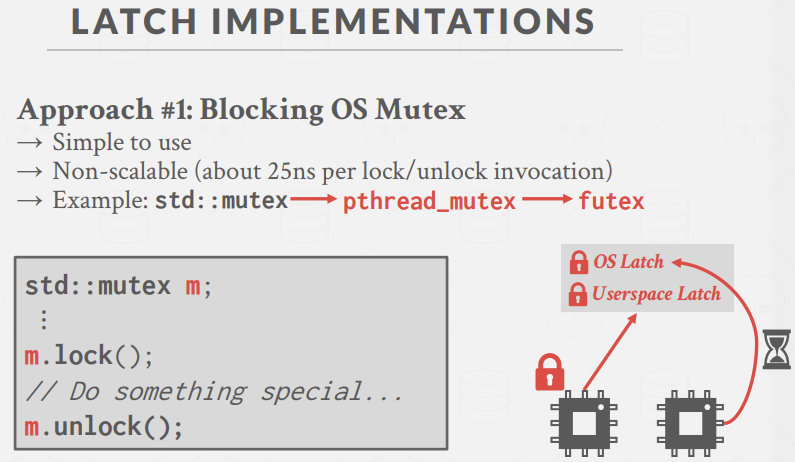 LATCH IMPLEMENTATIONS
Approach #1: Blocking OS Mutex
→ Simple to use
→ Non-scalable (about 25ns per lock/unlock invocation)
→ Example: std::mutex → pthread_mutex → futex
std::mutex m;
⋮
m.lock();
// Do something special...
m.unlock();
OS Latch
Userspace Latch